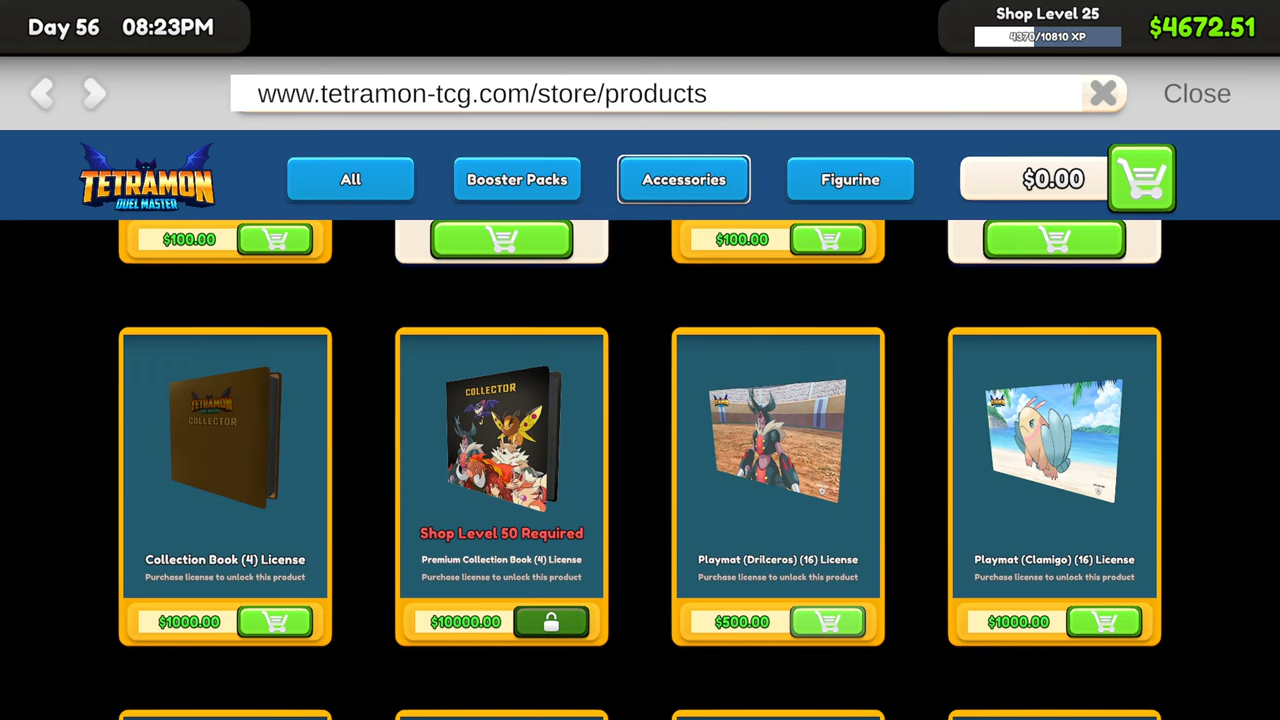 Day 56 08:23PM
Shop Level 25
4370/10810 XP
$4672.51
www.tetramon-tcg.com/store/products
Close
TETRAMON
DUEL MASTER
All
Booster Packs
Accessories
Figurine
$0.00
$100.00
$100.00
TETRAMON
COLLECTOR
Collection Book (4) License
Purchase license to unlock this product
$1000.00
COLLECTOR
Shop Level 50 Required
Premium Collection Book (4) License
Purchase license to unlock this product
$10000.00
TETRAMON
Playmat (Drilceros) (16) License
Purchase license to unlock this product
$500.00
TETRAMON
Playmat (Clamigo) (16) License
Purchase license to unlock this product
$1000.00